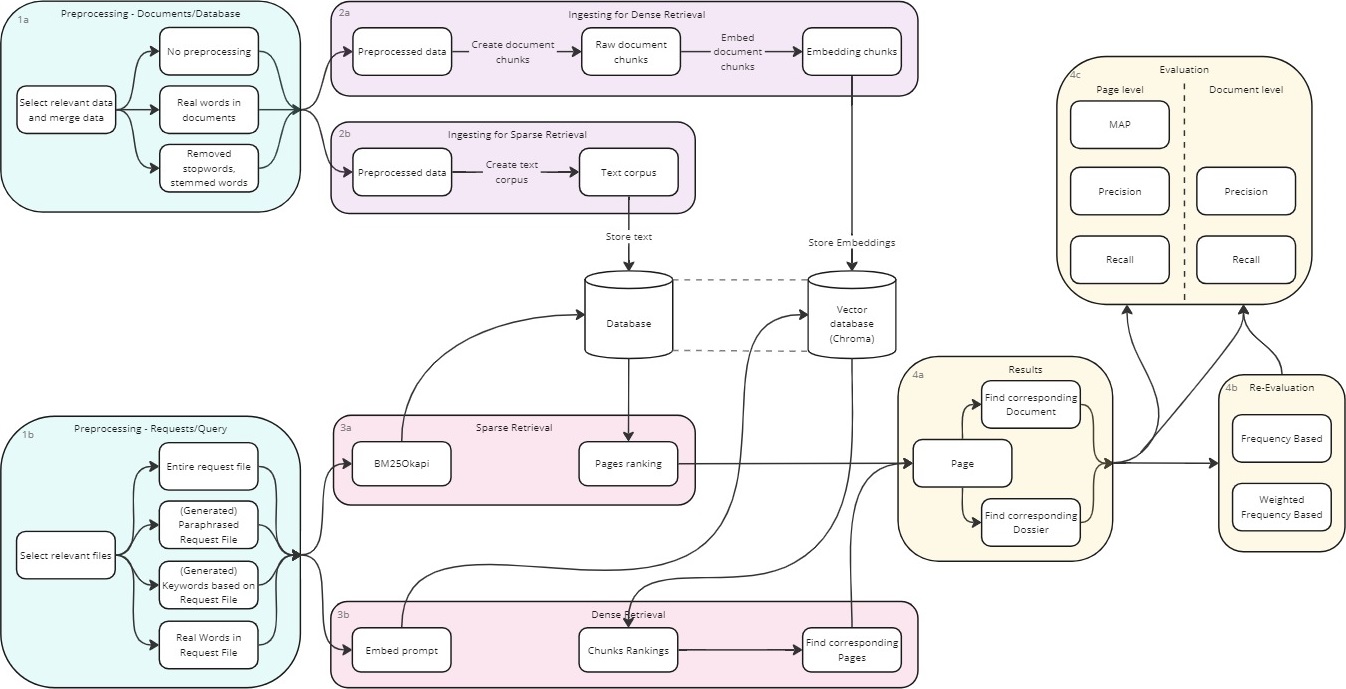 1a
Preprocessing - Documents/Database
Select relevant data
and merge data
No preprocessing
Real words in
documents
Removed
stopwords,
stemmed words
2a
Ingesting for Dense Retrieval
Preprocessed data
Create document
chunks
Raw document
chunks
Embed
document
chunks
Embedding chunks
2b
Ingesting for Sparse Retrieval
Preprocessed data
Create text
corpus
Text corpus
Store text
Store Embeddings
Database
Vector
database
(Chroma)
1b
Preprocessing - Requests/Query
Select relevant files
Entire request file
(Generated)
Paraphrased
Request File
(Generated)
Keywords based on
Request File
Real Words in
Request File
3a
Sparse Retrieval
BM25Okapi
Pages ranking
3b
Dense Retrieval
Embed prompt
Chunks Rankings
Find corresponding
Pages
4a
Results
Find corresponding
Document
Page
Find corresponding
Dossier
4b
Re-Evaluation
Frequency Based
Weighted
Frequency Based
4c
Evaluation
Page level
Document level
MAP
Precision
Precision
Recall
Recall